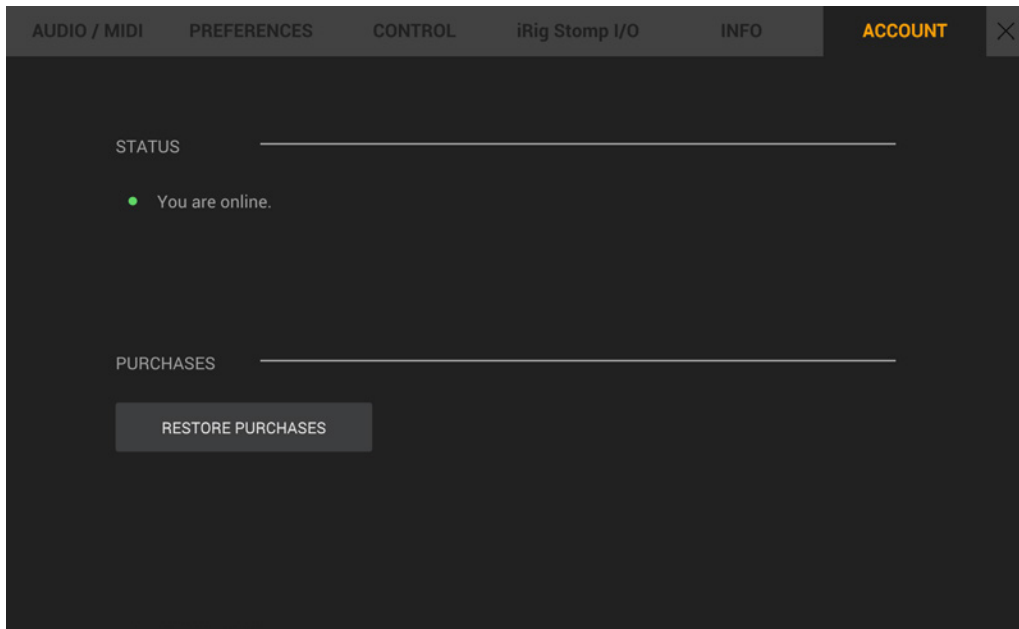 AUDIO / MIDI PREFERENCES CONTROL iRig Stomp I/O INFO ACCOUNT
STATUS
You are online.
PURCHASES
RESTORE PURCHASES